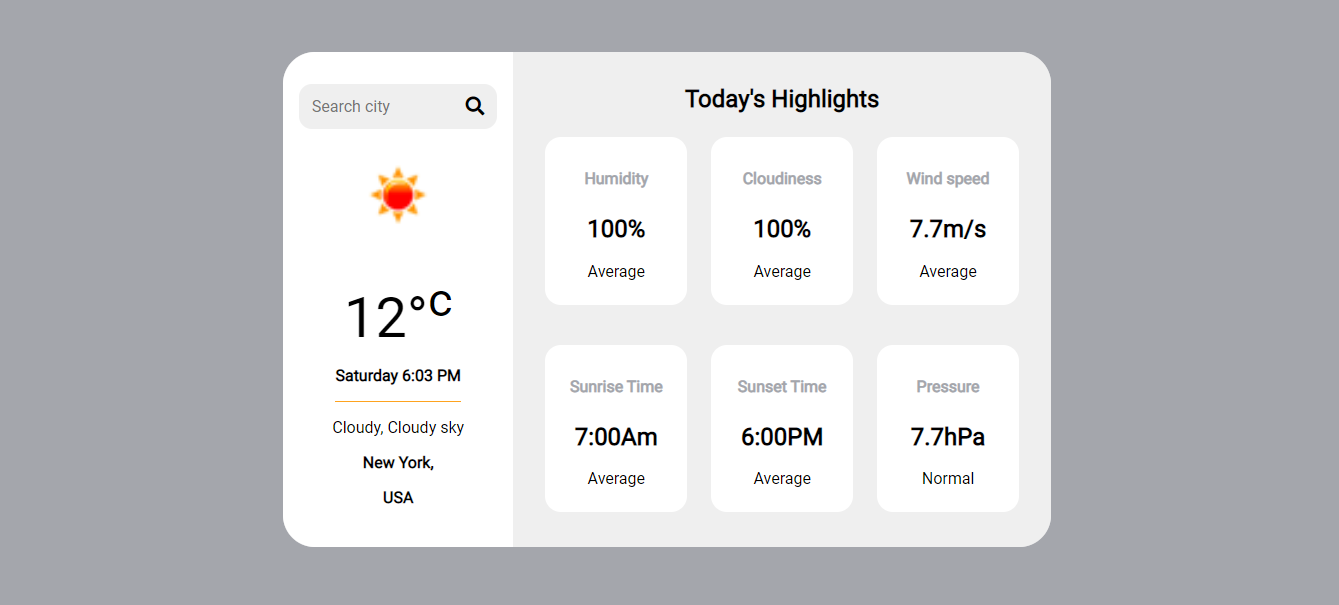 Search city
12°C
Saturday 6:03 PM
Cloudy, Cloudy sky
New York,
USA
Today's Highlights
Humidity
100%
Average
Cloudiness
100%
Average
Wind speed
7.7m/s
Average
Sunrise Time
7:00Am
Average
Sunset Time
6:00PM
Average
Pressure
7.7hPa
Normal